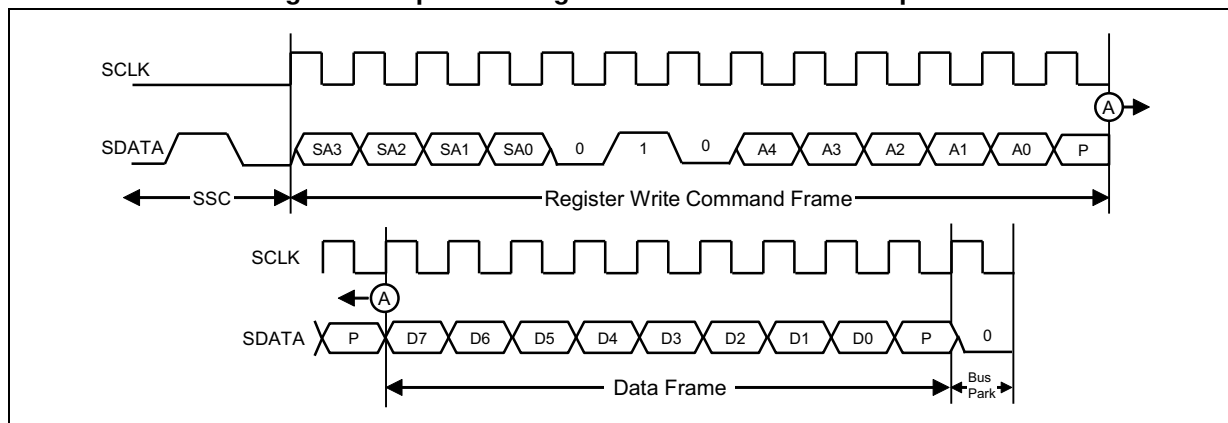 SCLK
A
SDATA SA3 SA2 SA1 SA0 0 1 0 A4 A3 A2 A1 A0 P
SSC Register Write Command Frame
SCLK
A
SDATA P D7 D6 D5 D4 D3 D2 D1 D0 P 0
Data Frame Bus
Park